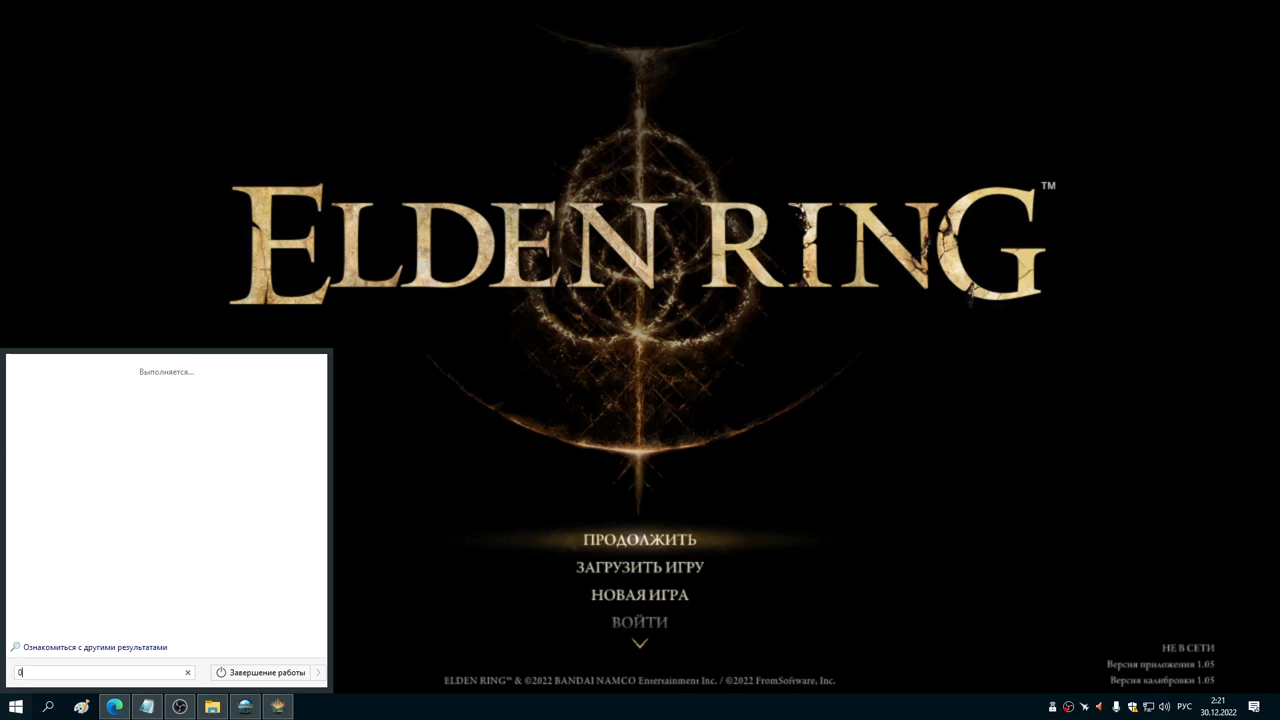 ELDEN RING™
Выполняется...
ПРОДОЛЖИТЬ
ЗАГРУЗИТЬ ИГРУ
НОВАЯ ИГРА
ВОЙТИ
Ознакомиться с другими результатами
0
Завершение работы
НЕ В СЕТИ
Версия приложения 1.05
Версия калибровки 1.05
ELDEN RING™ & ©2022 BANDAI NAMCO Entertainment Inc. / ©2022 FromSoftware, Inc.
РУС
2:21
30.12.2022